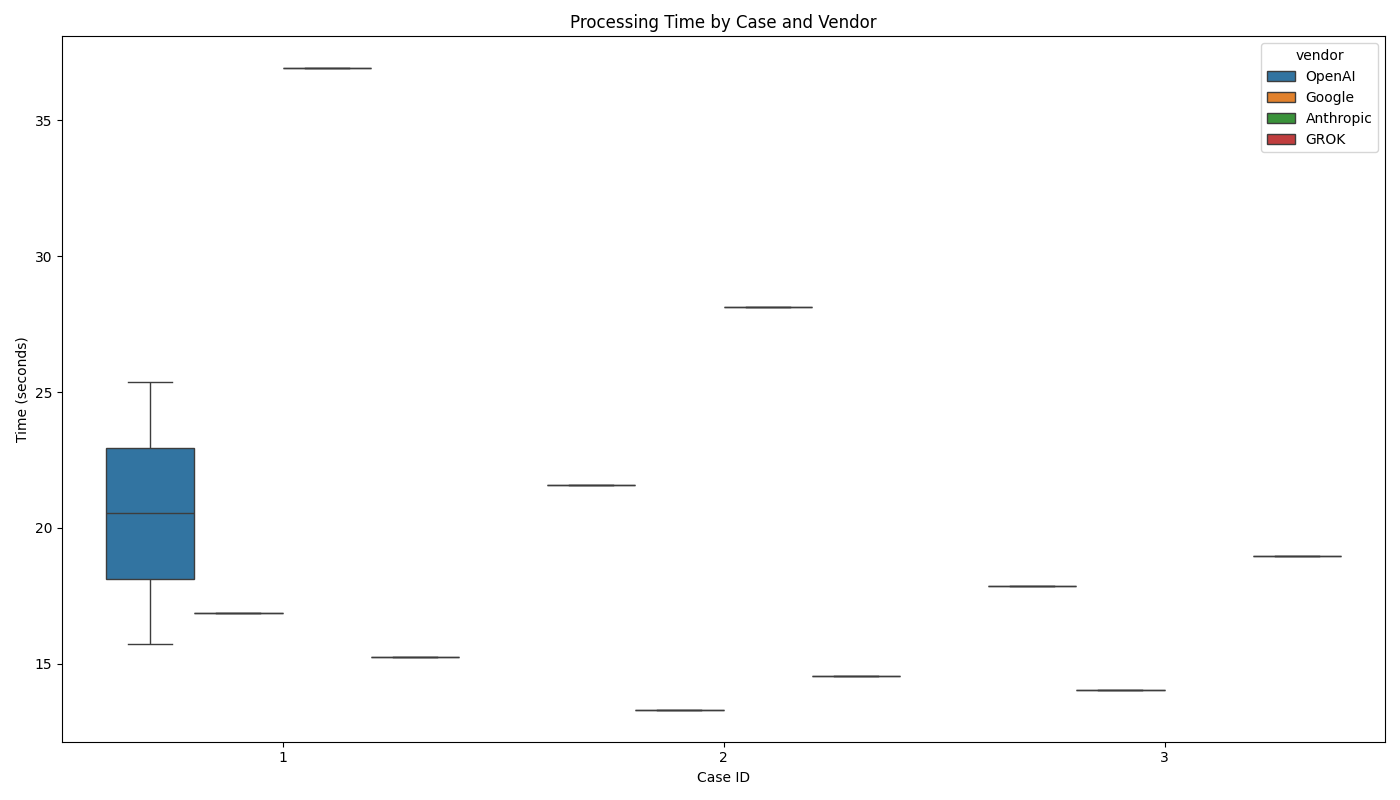 Processing Time by Case and Vendor
vendor
OpenAI
Google
Anthropic
GROK
Time (seconds)
35
30
25
20
15
1
2
3
Case ID